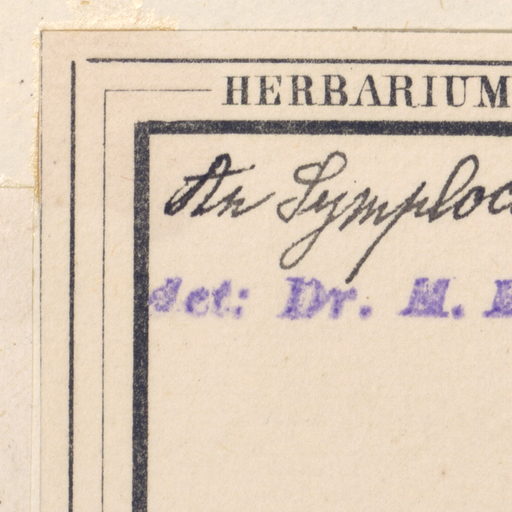 HERBARIUM
An Symploc
det: Dr. M.